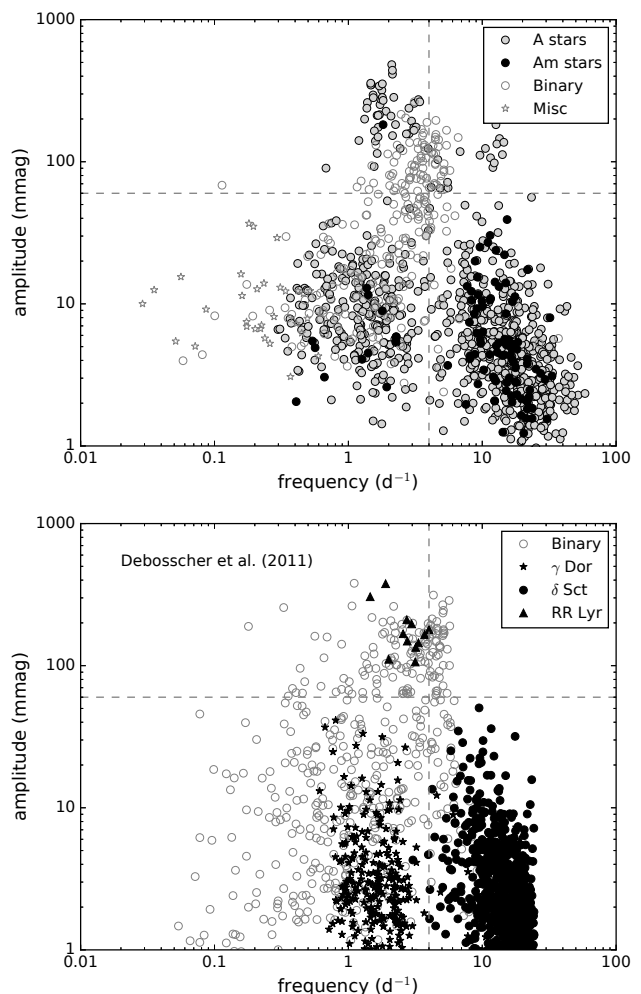 1000
100
10
1
amplitude (mmag)
A stars
Am stars
Binary
Misc
0.01
0.1
1
10
100
frequency (d⁻¹)
1000
100
10
1
amplitude (mmag)
Debosscher et al. (2011)
Binary
γ Dor
δ Sct
RR Lyr
0.01
0.1
1
10
100
frequency (d⁻¹)